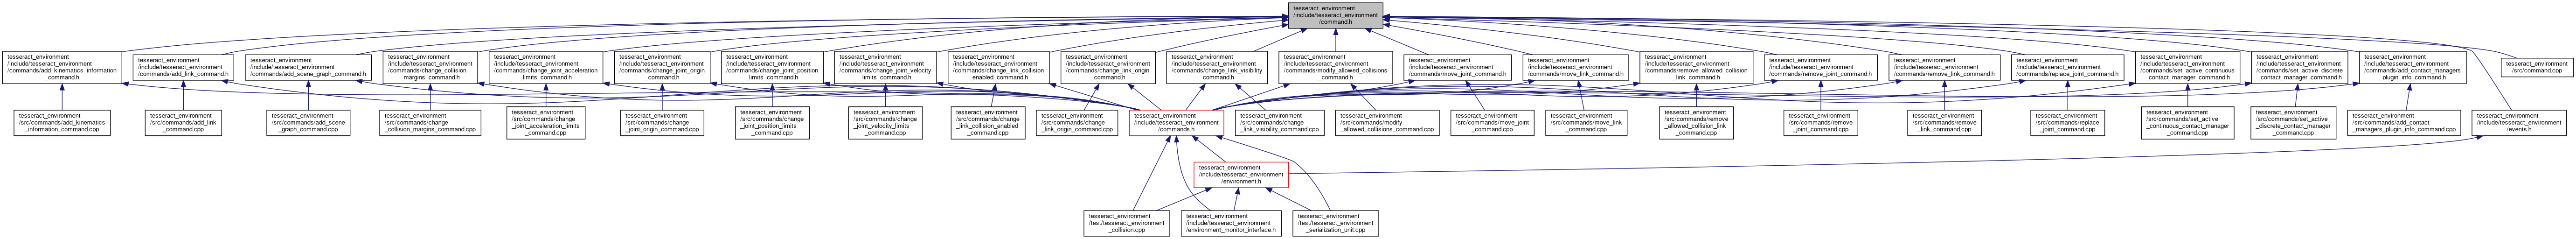 tesseract_environment
/include/tesseract_environment
/command.h
tesseract_environment
/include/tesseract_environment
/commands/add_kinematics_information
_command.h
tesseract_environment
/include/tesseract_environment
/commands/add_link_command.h
tesseract_environment
/include/tesseract_environment
/commands/add_scene_graph_command.h
tesseract_environment
/include/tesseract_environment
/commands/change_collision
_margins_command.h
tesseract_environment
/include/tesseract_environment
/commands/change_joint_acceleration
_limits_command.h
tesseract_environment
/include/tesseract_environment
/commands/change_joint_origin
_command.h
tesseract_environment
/include/tesseract_environment
/commands/change_joint_position
_limits_command.h
tesseract_environment
/include/tesseract_environment
/commands/change_joint_velocity
_limits_command.h
tesseract_environment
/include/tesseract_environment
/commands/change_link_collision
_enabled_command.h
tesseract_environment
/include/tesseract_environment
/commands/change_link_origin
_command.h
tesseract_environment
/include/tesseract_environment
/commands/change_link_visibility
_command.h
tesseract_environment
/include/tesseract_environment
/commands/modify_allowed_collisions
_command.h
tesseract_environment
/include/tesseract_environment
/commands/move_joint_command.h
tesseract_environment
/include/tesseract_environment
/commands/move_link_command.h
tesseract_environment
/include/tesseract_environment
/commands/remove_allowed_collision
_link_command.h
tesseract_environment
/include/tesseract_environment
/commands/remove_joint_command.h
tesseract_environment
/include/tesseract_environment
/commands/remove_link_command.h
tesseract_environment
/include/tesseract_environment
/commands/replace_joint_command.h
tesseract_environment
/include/tesseract_environment
/commands/set_active_continuous
_contact_manager_command.h
tesseract_environment
/include/tesseract_environment
/commands/set_active_discrete
_contact_manager_command.h
tesseract_environment
/include/tesseract_environment
/commands/add_contact_managers
_plugin_info_command.h
tesseract_environment
/src/command.cpp
tesseract_environment
/src/commands/add_kinematics
_information_command.cpp
tesseract_environment
/src/commands/add_link
_command.cpp
tesseract_environment
/src/commands/add_scene
_graph_command.cpp
tesseract_environment
/src/commands/change
_collision_margins_command.cpp
tesseract_environment
/src/commands/change
_joint_acceleration_limits
_command.cpp
tesseract_environment
/src/commands/change
_joint_origin_command.cpp
tesseract_environment
/src/commands/change
_joint_position_limits
_command.cpp
tesseract_environment
/src/commands/change
_joint_velocity_limits
_command.cpp
tesseract_environment
/src/commands/change
_link_collision_enabled
_command.cpp
tesseract_environment
/src/commands/change
_link_origin_command.cpp
tesseract_environment
/include/tesseract_environment
/commands.h
tesseract_environment
/src/commands/change
_link_visibility_command.cpp
tesseract_environment
/src/commands/modify
_allowed_collisions_command.cpp
tesseract_environment
/src/commands/move_joint
_command.cpp
tesseract_environment
/src/commands/move_link
_command.cpp
tesseract_environment
/src/commands/remove
_allowed_collision_link
_command.cpp
tesseract_environment
/src/commands/remove
_joint_command.cpp
tesseract_environment
/src/commands/remove
_link_command.cpp
tesseract_environment
/src/commands/replace
_joint_command.cpp
tesseract_environment
/src/commands/set_active
_continuous_contact_manager
_command.cpp
tesseract_environment
/src/commands/set_active
_discrete_contact_manager
_command.cpp
tesseract_environment
/src/commands/add_contact
_managers_plugin_info_command.cpp
tesseract_environment
/include/tesseract_environment
/events.h
tesseract_environment
/include/tesseract_environment
/environment.h
tesseract_environment
/test/tesseract_environment
_collision.cpp
tesseract_environment
/include/tesseract_environment
/environment_monitor_interface.h
tesseract_environment
/test/tesseract_environment
_serialization_unit.cpp